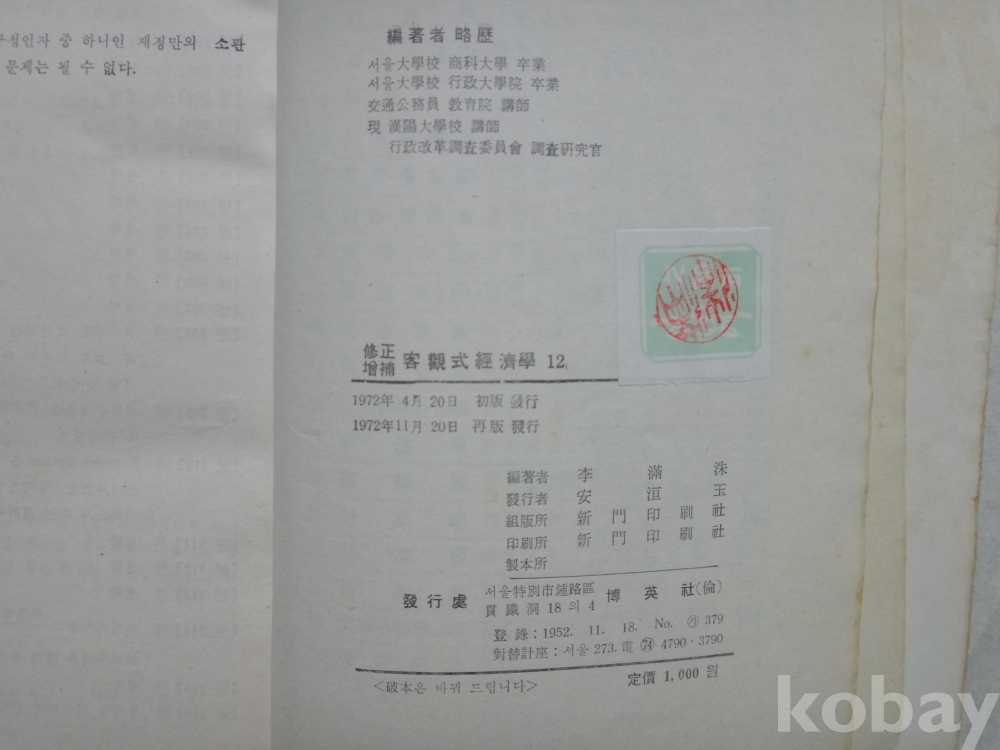 구성인자 중 하나인 재정만의 소관
문제는 될 수 없다.
編著者 略歷
서울大學校 商科大學 卒業
서울大學校 行政大學院 卒業
交通公務員 敎育院 講師
現 漢陽大學校 講師
行政改革調査委員會 調査硏究官
修正增補 客觀式 經濟學 12
1972年 4月 20日 初版 發行
1972年 11月 20日 再版 發行
編著者 李滿洙
發行者 安洹玉
組版所 新門印刷社
印刷所 新門印刷社
製本所
發行處 서울特別市鍾路區 貫鐵洞 18의 4 博英社(倫)
登錄:1952. 11. 18. No. 379
對替計座:서울 273. 電 74 4790·3790
定價 1,000 원
<破本은 바꿔 드립니다>
kobay